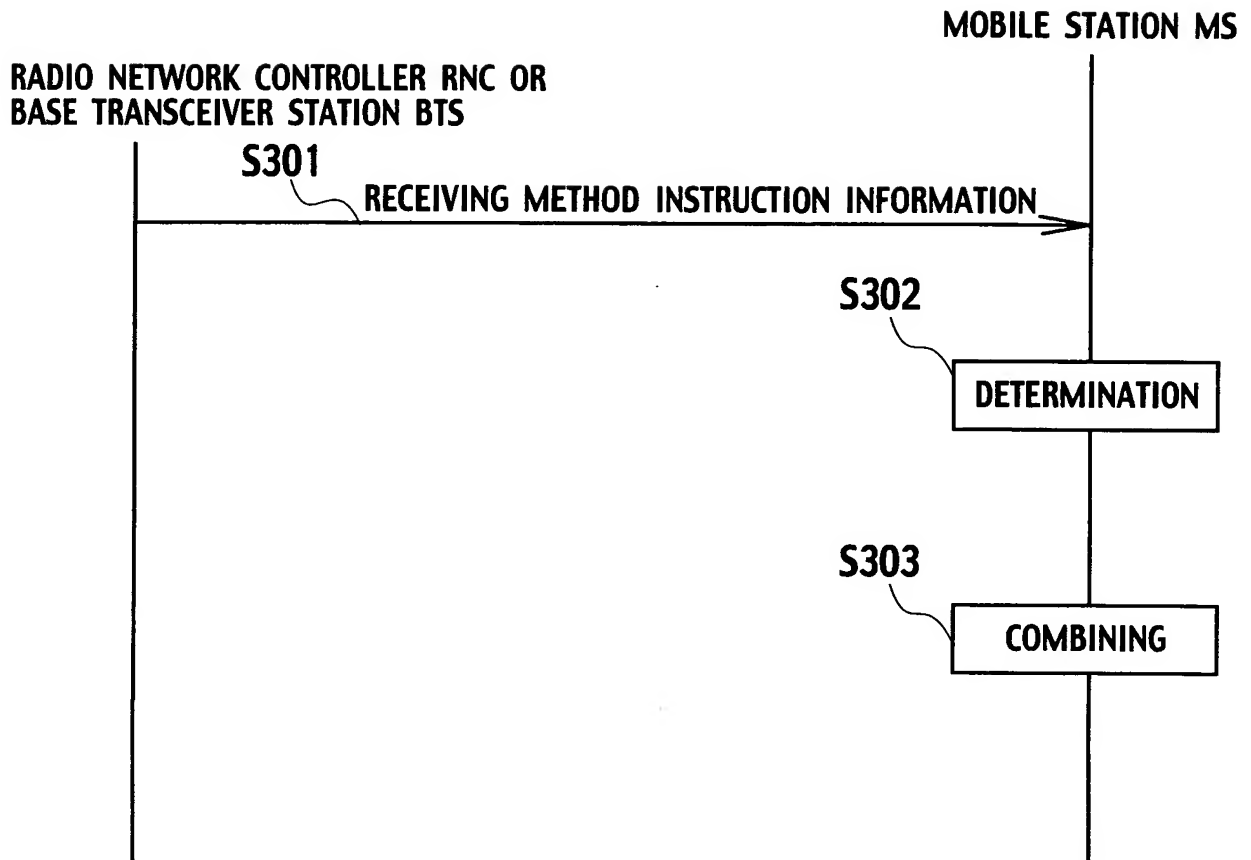 MOBILE STATION MS
RADIO NETWORK CONTROLLER RNC OR
BASE TRANSCEIVER STATION BTS
S301
RECEIVING METHOD INSTRUCTION INFORMATION
S302
DETERMINATION
S303
COMBINING